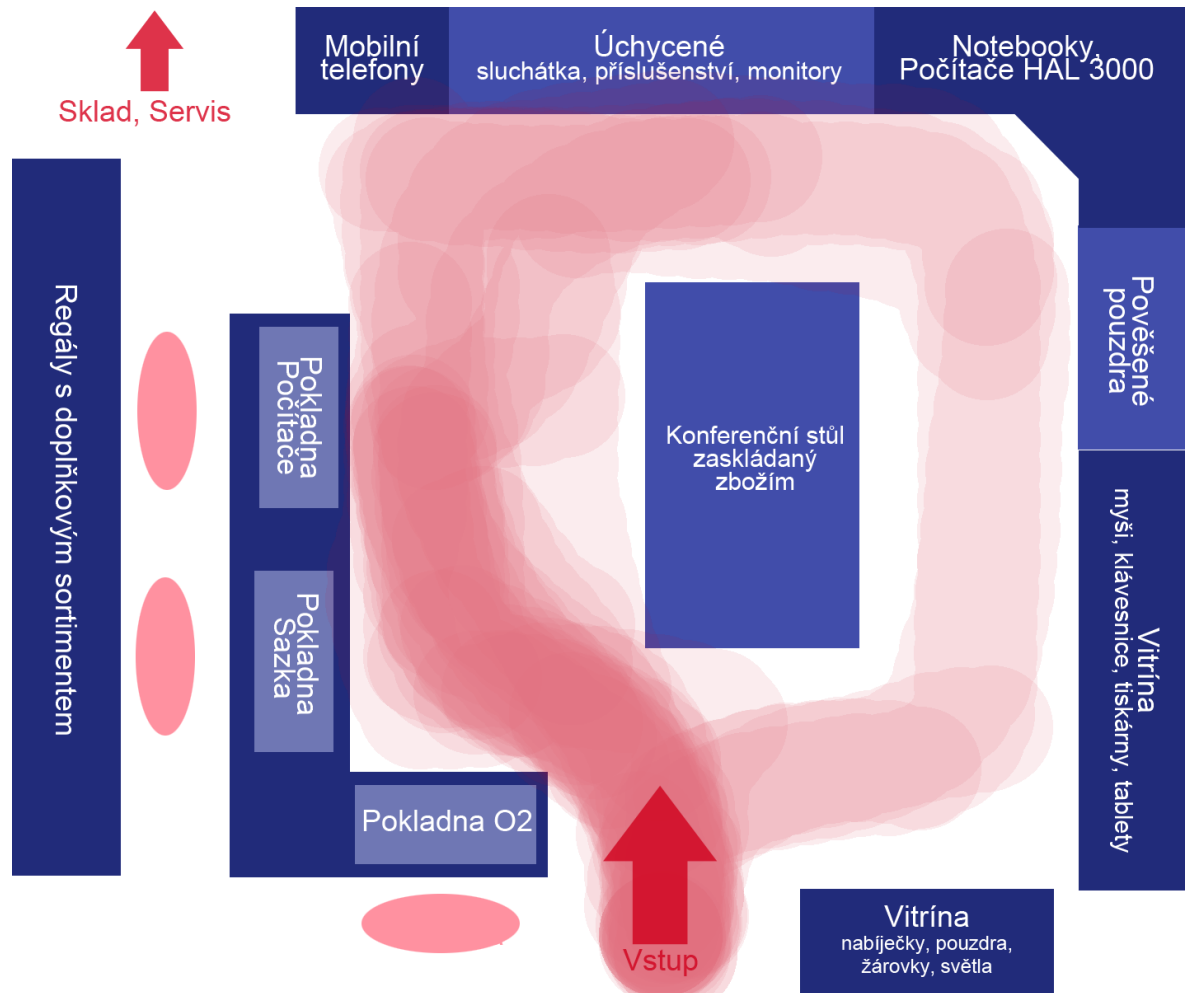 Sklad, Servis
Mobilní
telefony
Úchycené
sluchátka, příslušenství, monitory
Notebooky,
Počítače HAL 3000
Regály s doplňkovým sortimentem
Pokladna
Počítače
Pokladna
Sazka
Pokladna O2
Konferenční stůl
zaskládaný
zbožím
Pověšené
pouzdra
Vitrína
myši, klávesnice, tiskárny, tablety
Vstup
Vitrína
nabíječky, pouzdra,
žárovky, světla